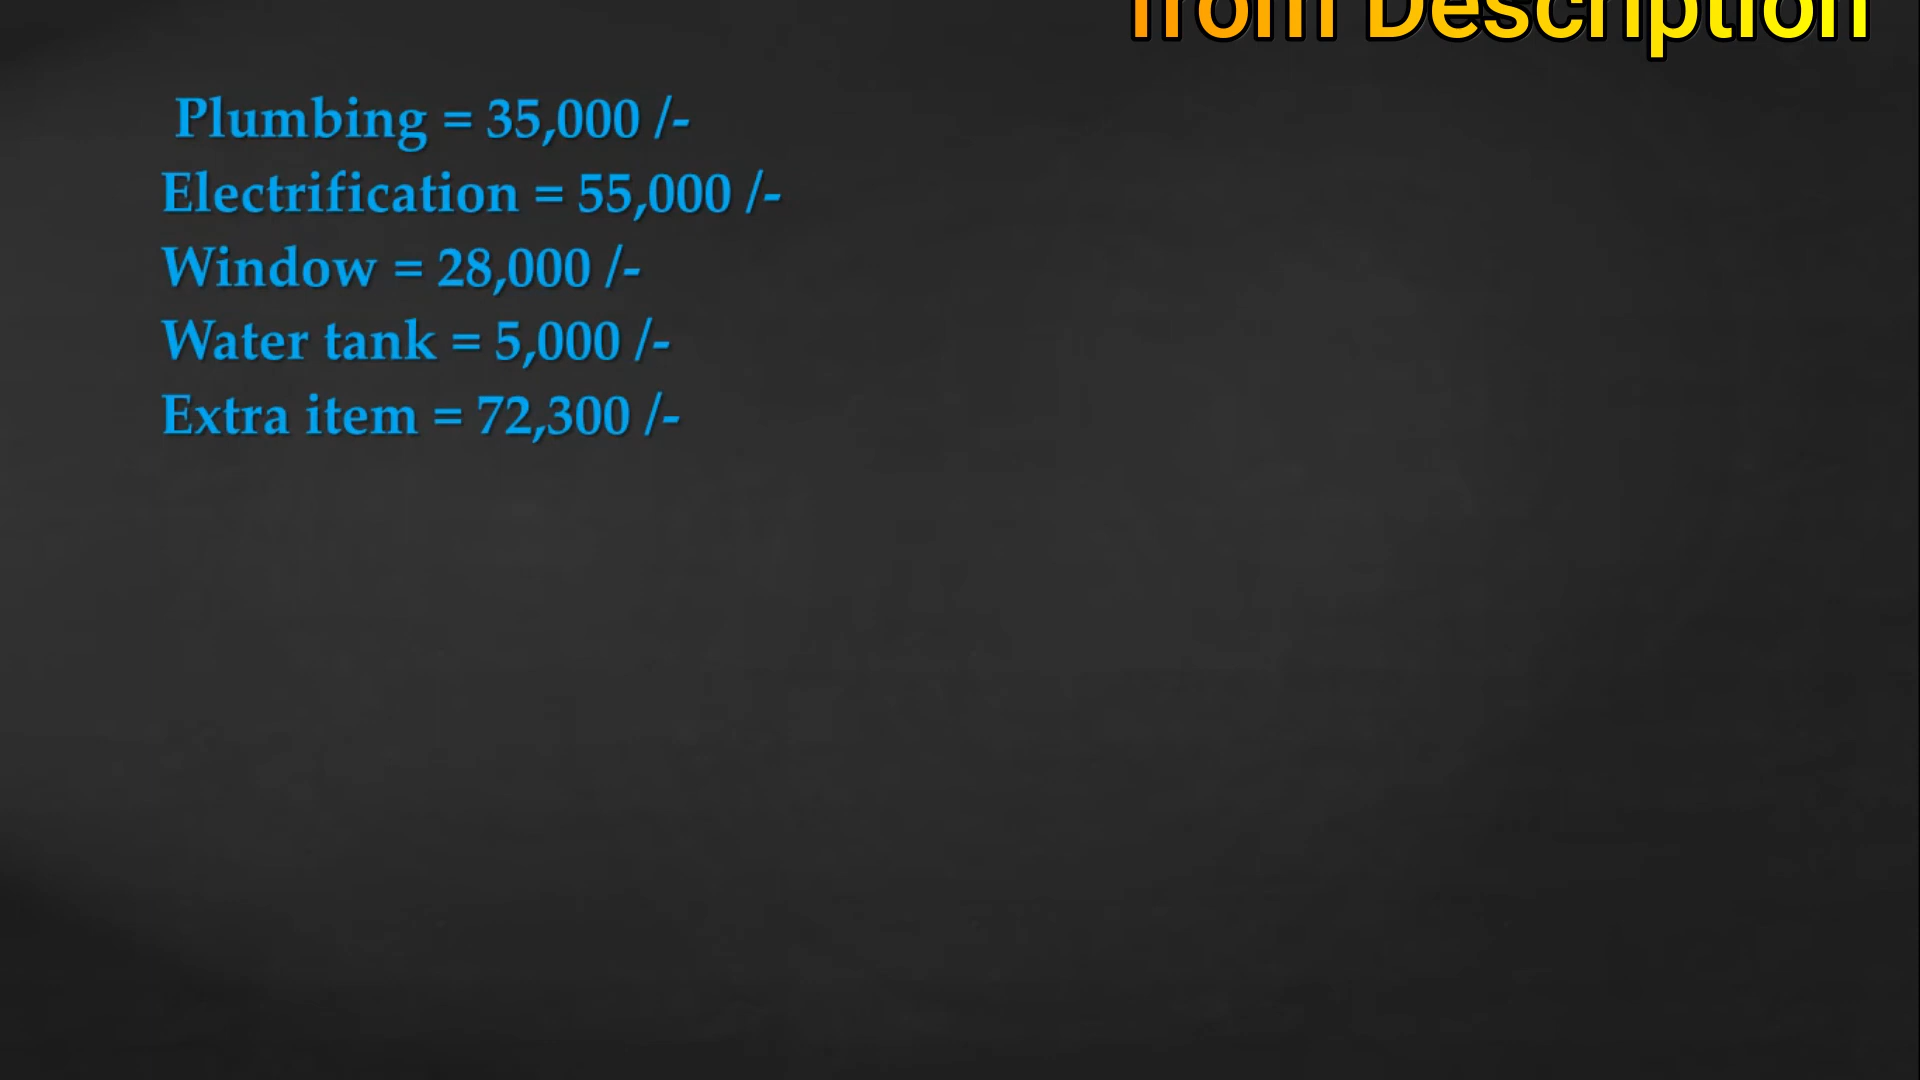 from Description
Plumbing = 35,000 /-
Electrification = 55,000 /-
Window = 28,000 /-
Water tank = 5,000 /-
Extra item = 72,300 /-